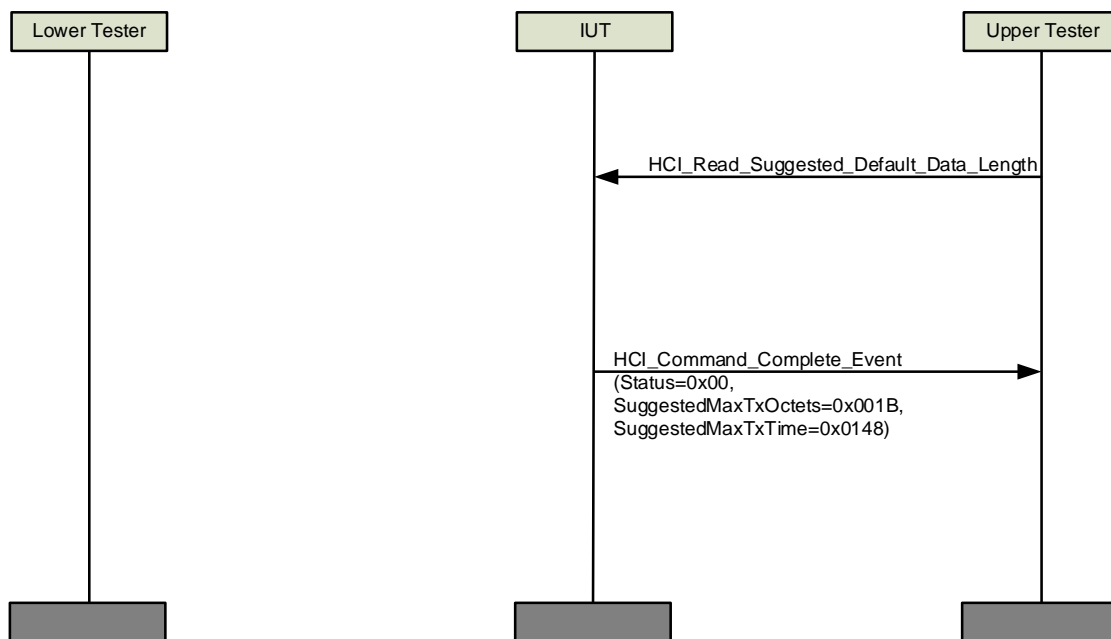 Lower Tester
IUT
Upper Tester
HCI_Read_Suggested_Default_Data_Length
HCI_Command_Complete_Event
(Status=0x00,
SuggestedMaxTxOctets=0x001B,
SuggestedMaxTxTime=0x0148)